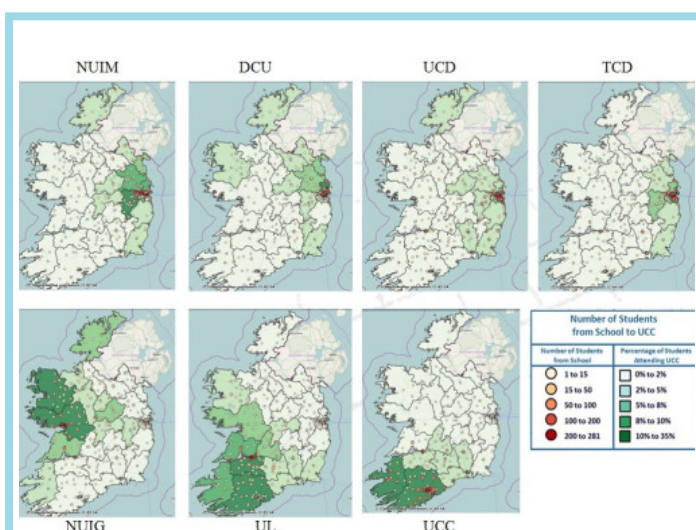 NUIM DCU UCD TCD
Number of Students
from School to UCC
Number of Students
from School
Percentage of Students
Attending UCC
1 to 15 0% to 2%
15 to 50 2% to 5%
50 to 100 5% to 8%
100 to 200 8% to 10%
200 to 281 10% to 35%
NUIG UL UCC